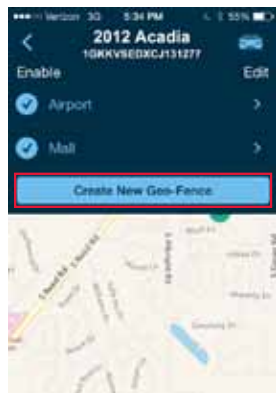 Verizon 3G 5:34 PM 55%
2012 Acadia
1GKKVSEDXCJ131277
Enable Edit
Airport
Mall
Create New Geo-Fence